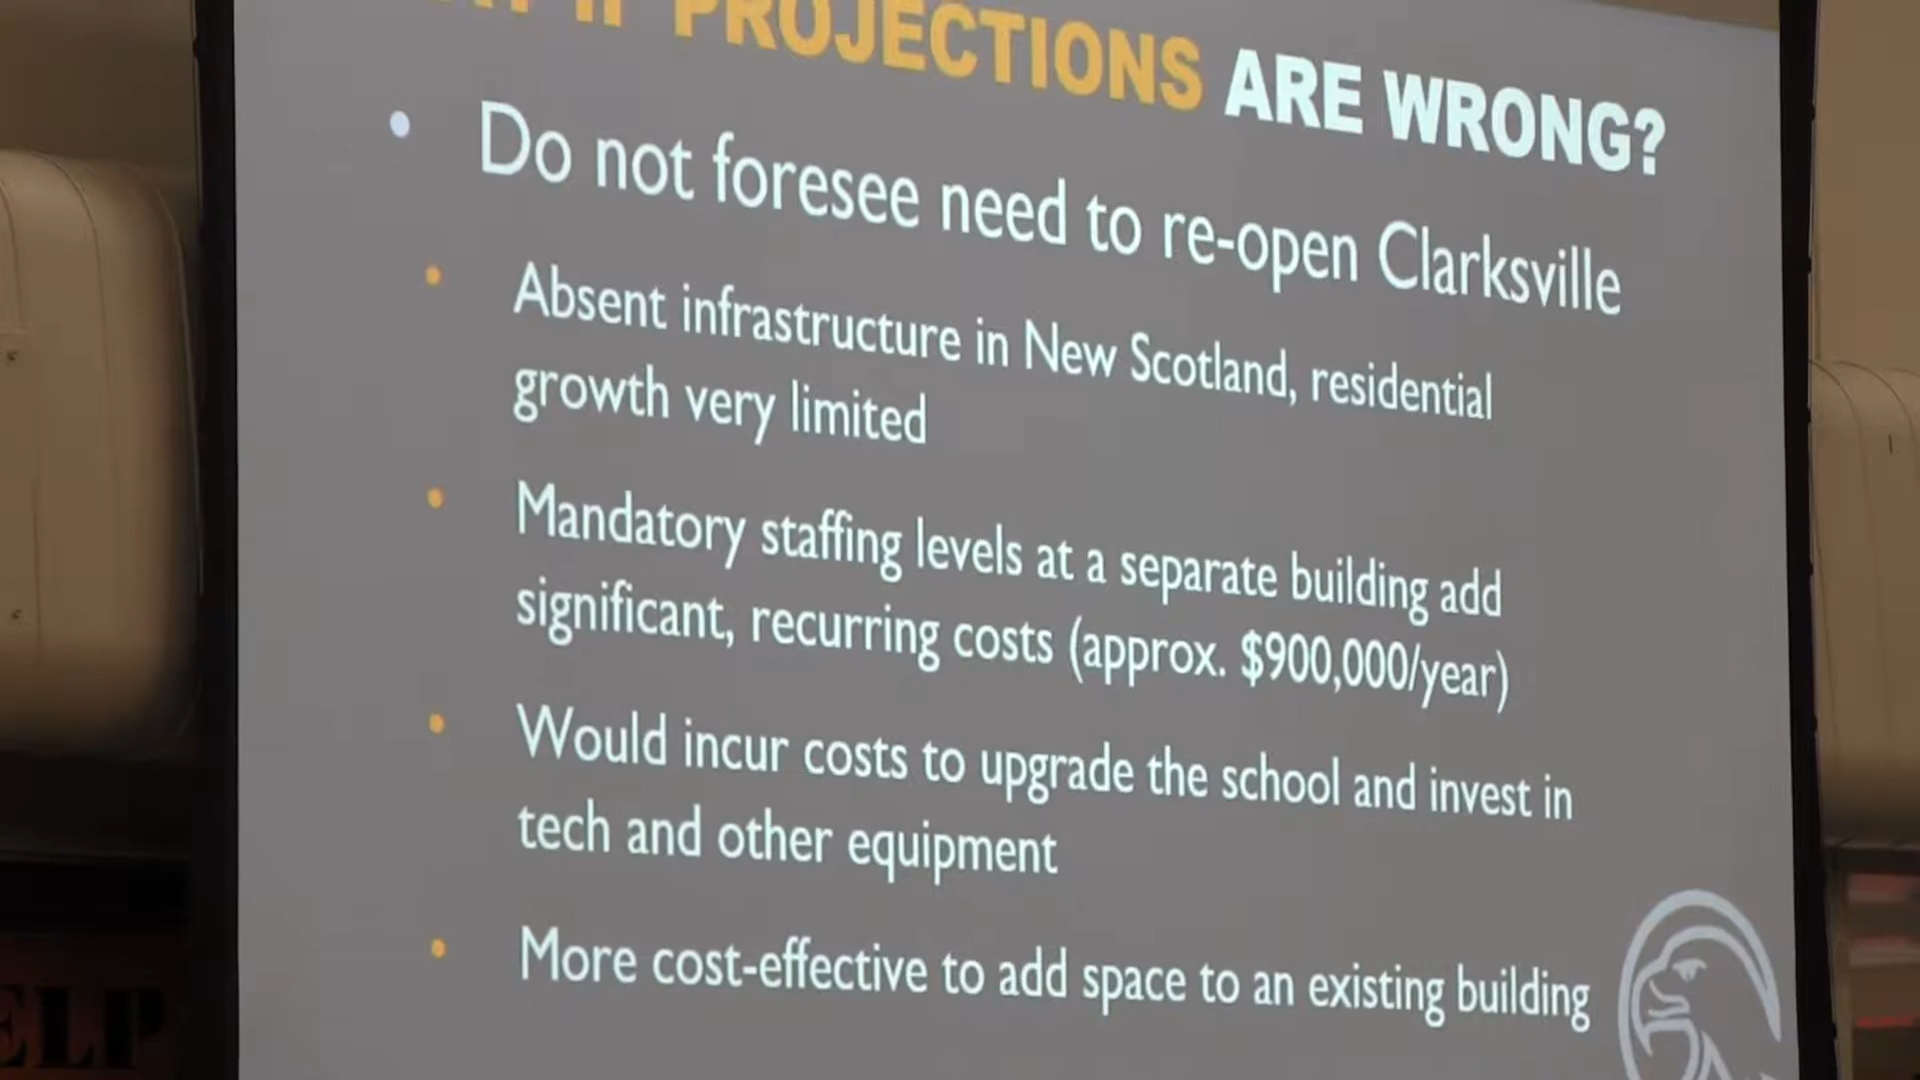 IF PROJECTIONS ARE WRONG?
• Do not foresee need to re-open Clarksville
• Absent infrastructure in New Scotland, residential
growth very limited
• Mandatory staffing levels at a separate building add
significant, recurring costs (approx. $900,000/year)
• Would incur costs to upgrade the school and invest in
tech and other equipment
• More cost-effective to add space to an existing building
ELP